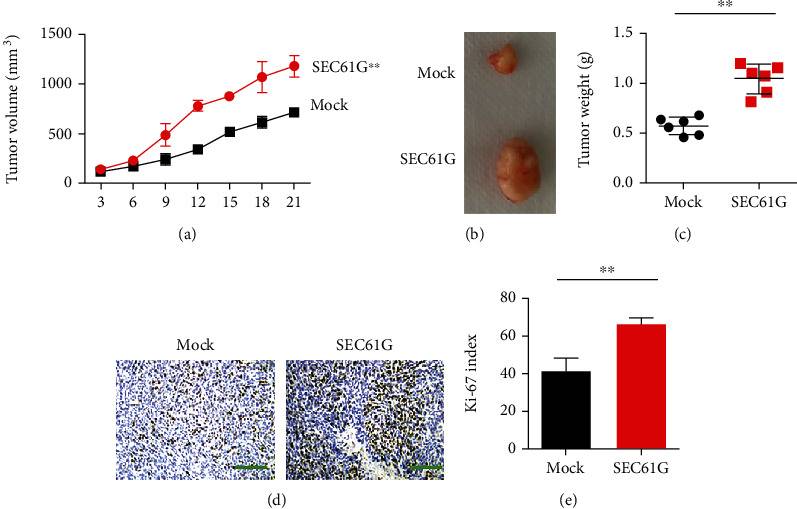 Tumor volume (mm³)
1500
1000
500
0
3 6 9 12 15 18 21
SEC61G**
Mock
(a)
Mock
SEC61G
(b)
**
Tumor weight (g)
1.5
1.0
0.5
0.0
Mock SEC61G
(c)
Mock SEC61G
(d)
**
Ki-67 index
80
60
40
20
0
Mock SEC61G
(e)